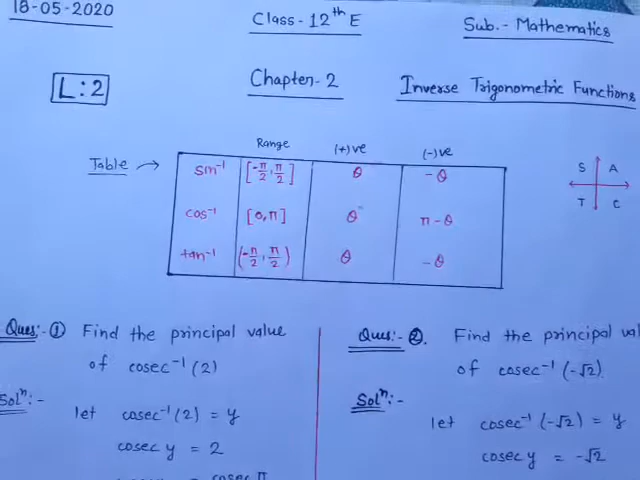 18-05-2020 Class-12th E Sub.- Mathematics
L:2 Chapter-2 Inverse Trigonometric Functions
Range (+)ve (-)ve
Table → sin⁻¹ [-π/2, π/2] θ -θ
cos⁻¹ [0,π] θ π-θ
tan⁻¹ (-π/2, π/2) θ -θ
S A
T C
Ques:-① Find the principal value
of cosec⁻¹(2)
Solⁿ:-
let cosec⁻¹(2) = y
cosec y = 2
= cosec π
Ques:-②. Find the principal val
of cosec⁻¹(-√2)
Solⁿ:-
let cosec⁻¹(-√2) = y
cosec y = -√2